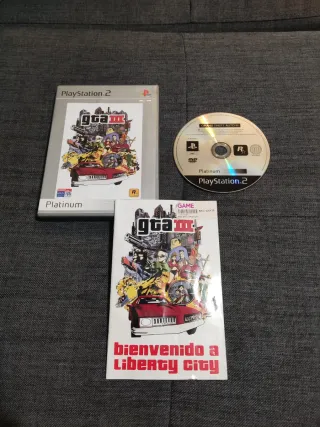 PlayStation 2
gta III
Platinum
Platinum
PlayStation 2
GAME
gta III
bienvenido a
liberty city